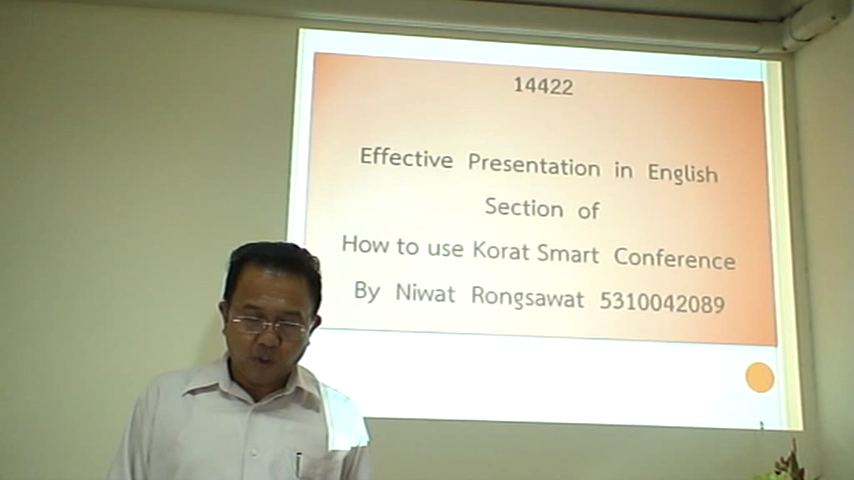 14422
Effective Presentation in English
Section of
How to use Korat Smart Conference
By Niwat Rongsawat 5310042089